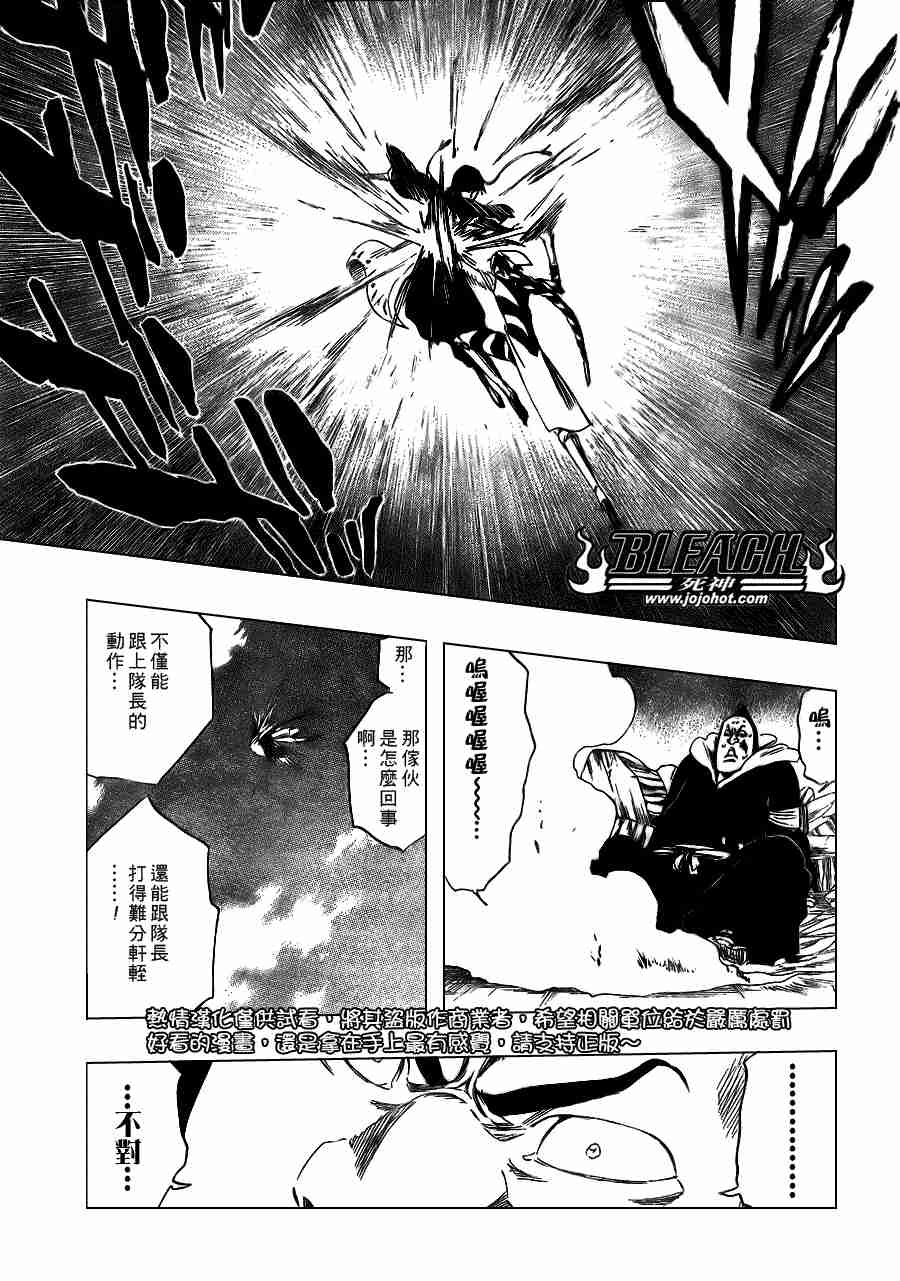 BLEACH
死神
www.jojohot.com
嗚…
嗚喔喔喔喔～～……
那…
那傢伙
是怎麼回事
啊…
不僅能
跟上隊長的
動作…
還能跟隊長
打得難分軒輊
……！
熱情漢化僅供試看，將其盜版作商業者，希望相關單位給於嚴厲處罰
好看的漫畫，還是拿在手上最有感覺，請支持正版～
……
…不對…